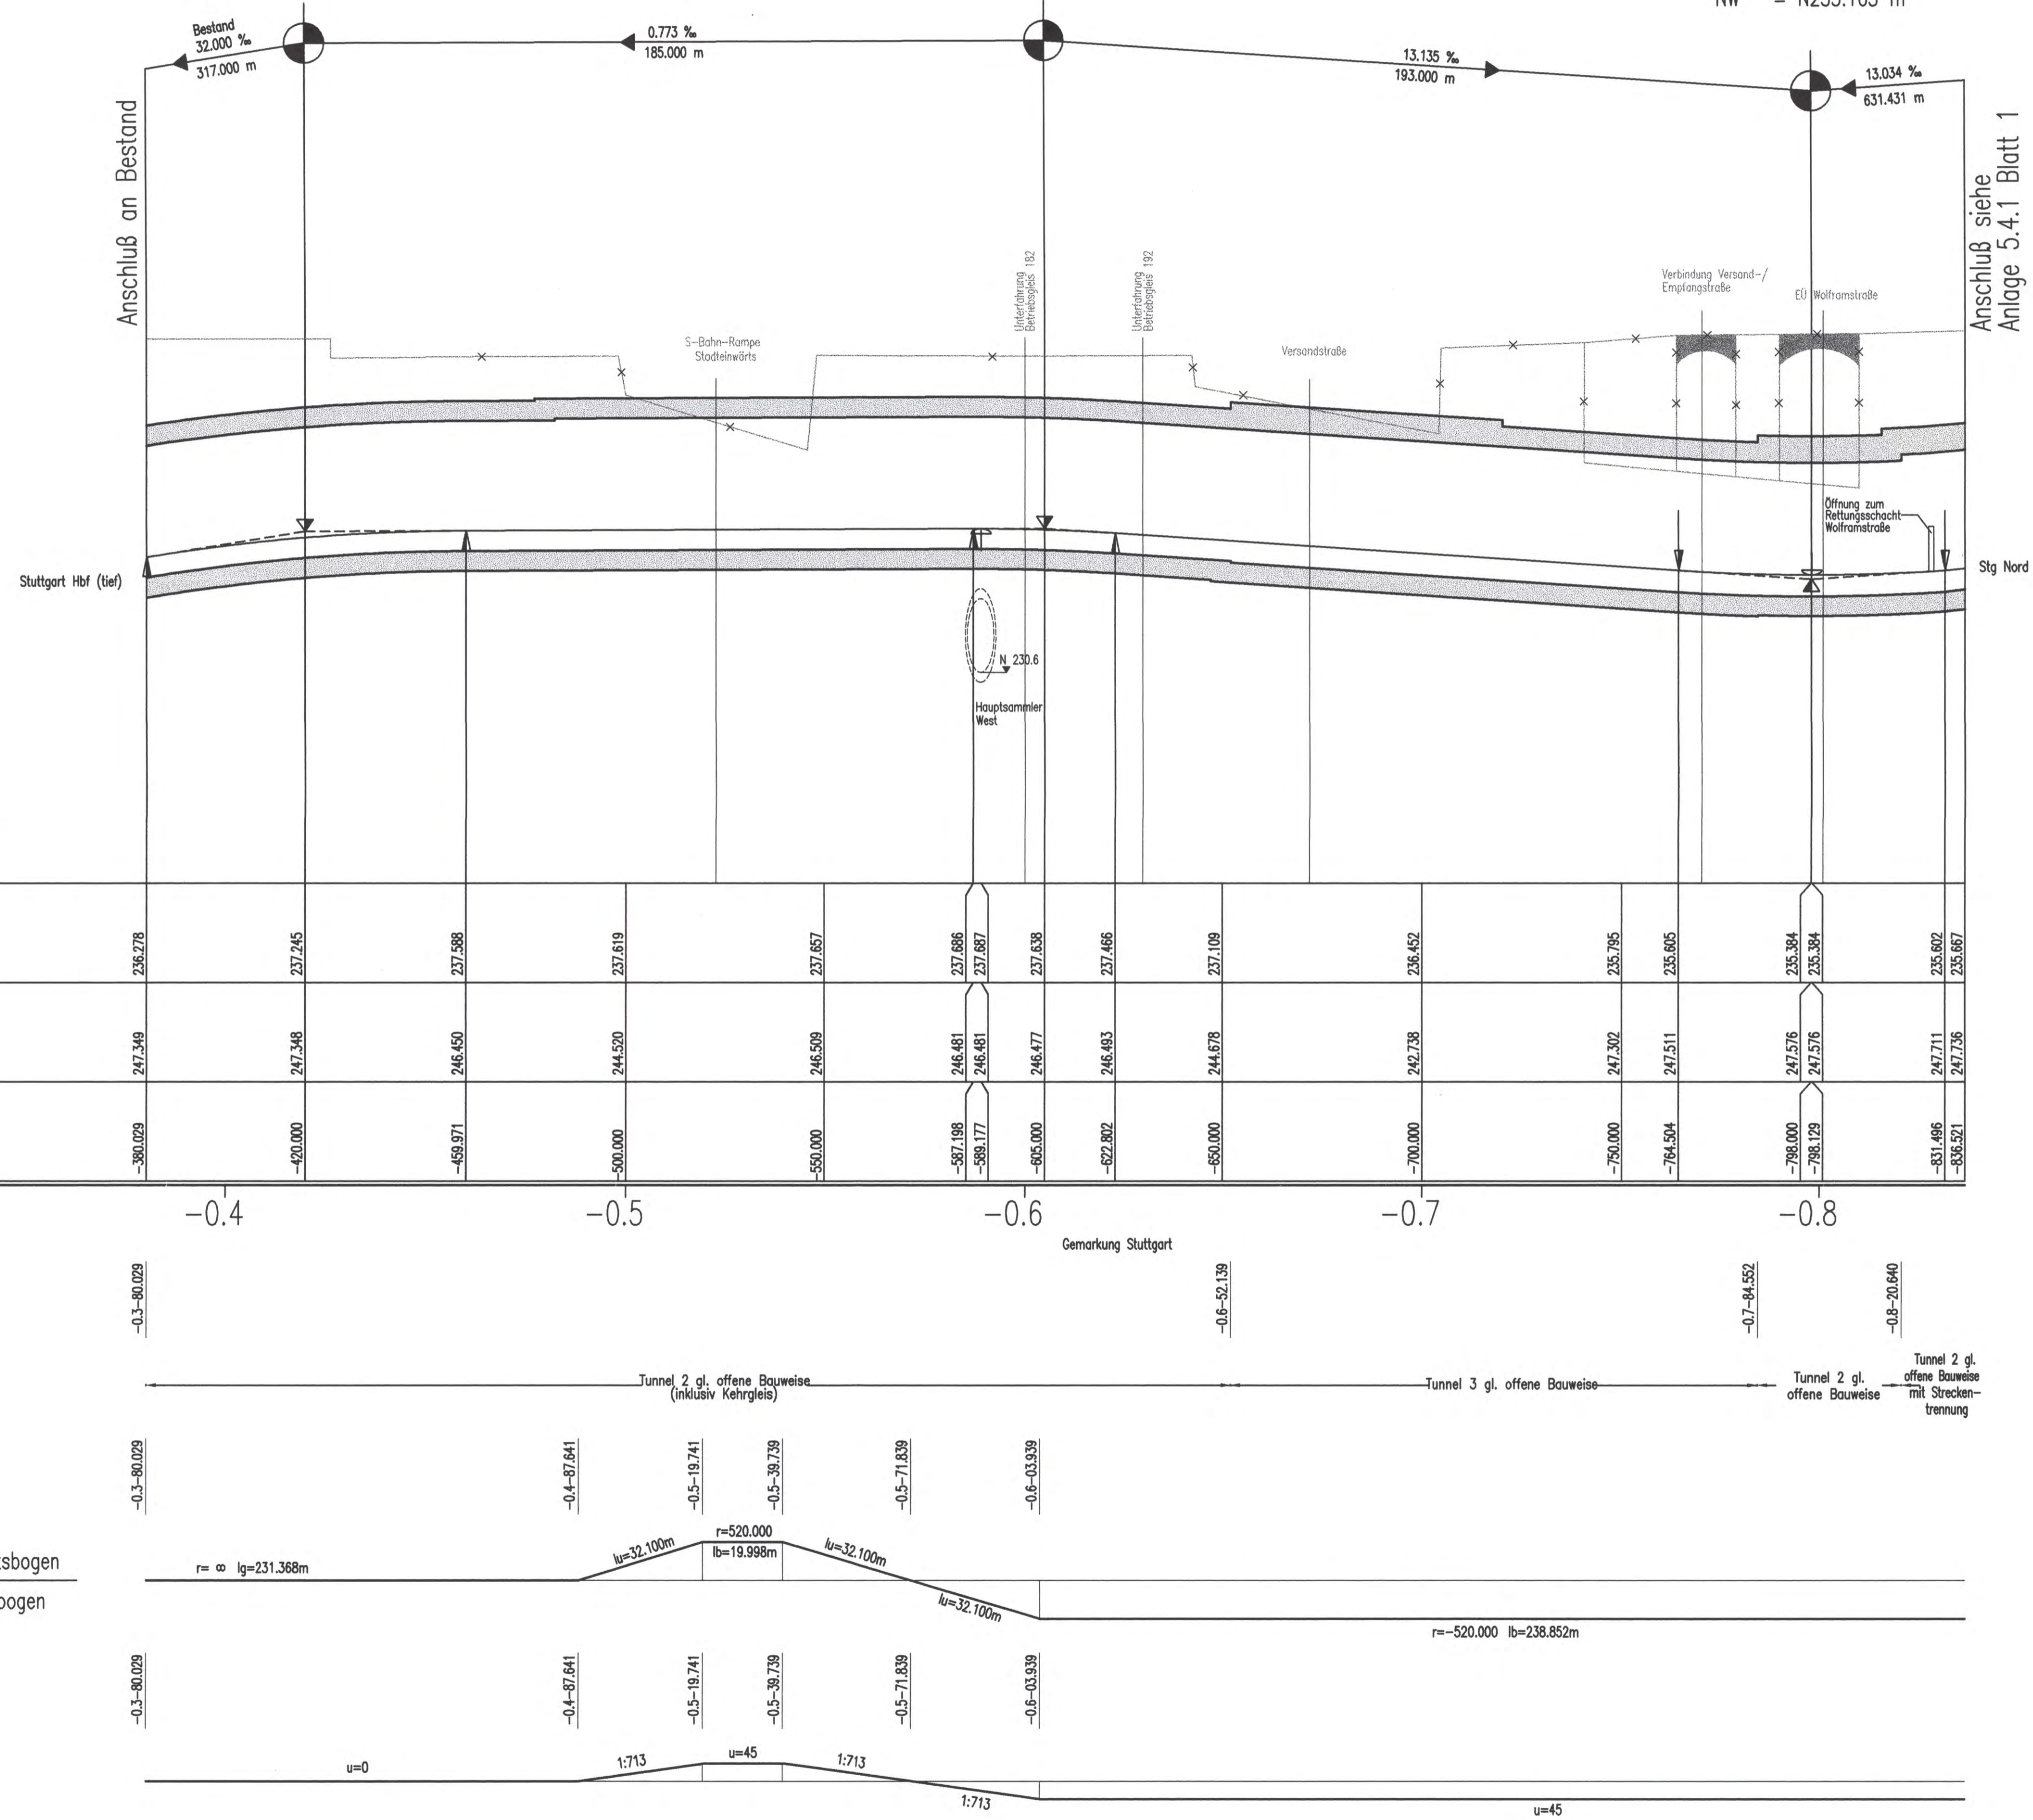 Bestand
32.000 ‰
317.000 m
0.773 ‰
185.000 m
13.135 ‰
193.000 m
13.034 ‰
631.431 m
Anschluß an Bestand
Anschluß siehe
Anlage 5.4.1 Blatt 1
S-Bahn-Rampe
Stadteinwärts
Unterfahrung
Betriebsgleis 182
Unterfahrung
Betriebsgleis 192
Versandstraße
Verbindung Versand-/
Empfangstraße
EÜ Wolframstraße
Öffnung zum
Rettungsschacht
Wolframstraße
Stuttgart Hbf (tief)
Stg Nord
N 230.6
Hauptsammler
West
236.278 237.245 237.588 237.619 237.657 237.686 237.687 237.638 237.466 237.109 236.452 235.795 235.605 235.384 235.384 235.602 235.667
247.349 247.348 246.450 244.520 246.509 246.481 246.481 246.477 246.493 244.678 242.738 247.302 247.511 247.576 247.576 247.711 247.736
-380.029 -420.000 -459.971 -500.000 -550.000 -587.198 -589.177 -605.000 -622.802 -650.000 -700.000 -750.000 -764.504 -798.000 -798.129 -831.496 -836.521
-0.4 -0.5 -0.6 -0.7 -0.8
Gemarkung Stuttgart
-0.3-80.029 -0.6-52.139 -0.7-84.552 -0.8-20.640
Tunnel 2 gl. offene Bauweise
(inklusiv Kehrgleis)
Tunnel 3 gl. offene Bauweise
Tunnel 2 gl.
offene Bauweise
Tunnel 2 gl.
offene Bauweise
mit Strecken-
trennung
-0.3-80.029 -0.4-87.641 -0.5-19.741 -0.5-39.739 -0.5-71.839 -0.6-03.939
sbogen
bogen
r= ∞ lg=231.368m
lu=32.100m
r=520.000
lb=19.998m
lu=32.100m
lu=32.100m
r=-520.000 lb=238.852m
-0.3-80.029 -0.4-87.641 -0.5-19.741 -0.5-39.739 -0.5-71.839 -0.6-03.939
u=0
1:713
u=45
1:713
1:713
u=45